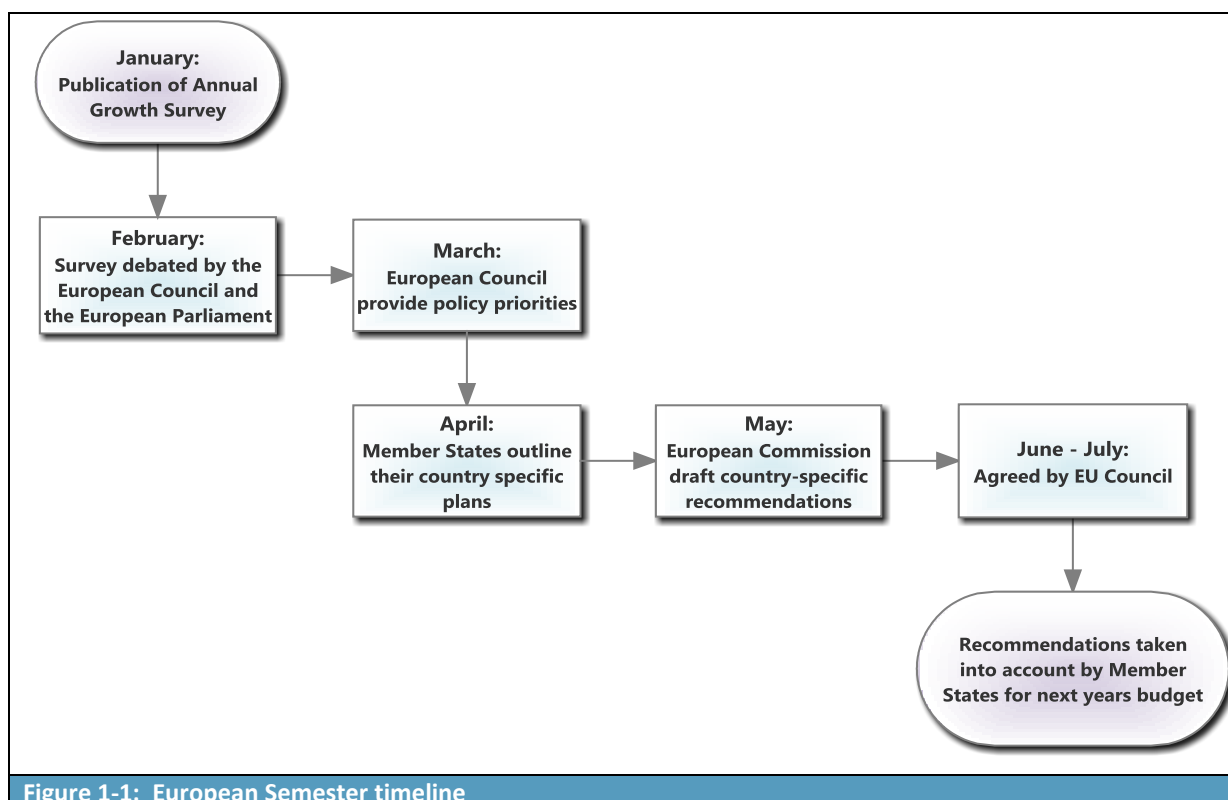 January:
Publication of Annual
Growth Survey
February:
Survey debated by the
European Council and
the European Parliament
March:
European Council
provide policy priorities
April:
Member States outline
their country specific
plans
May:
European Commission
draft country-specific
recommendations
June - July:
Agreed by EU Council
Recommendations taken
into account by Member
States for next years budget
Figure 1-1: European Semester timeline